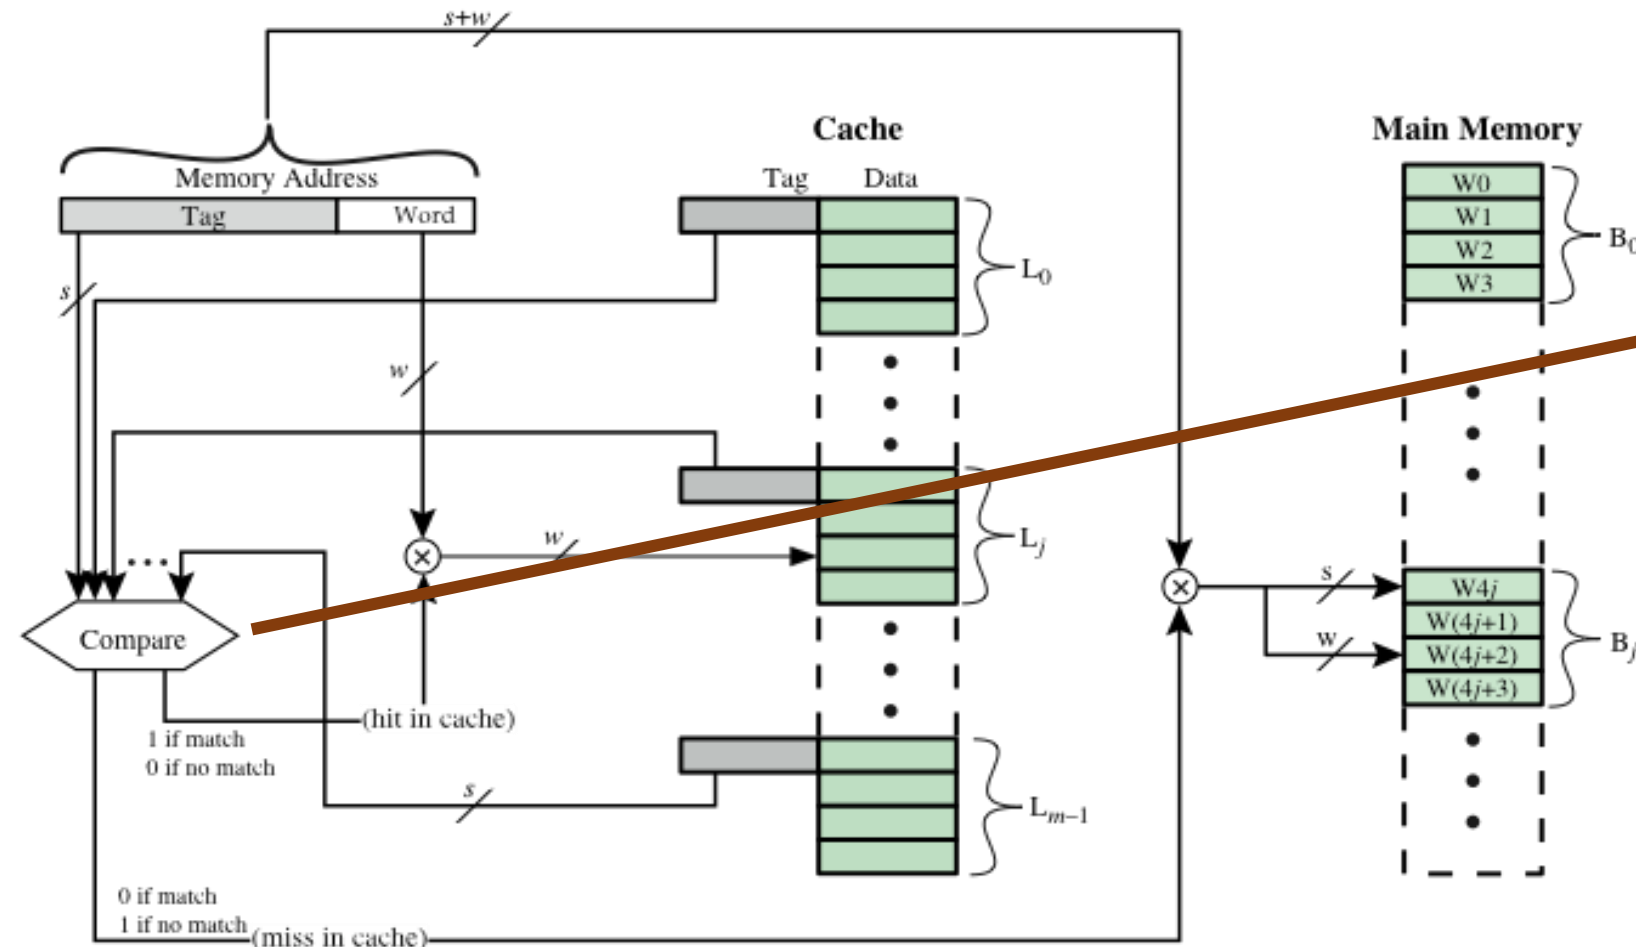 s+w
Cache
Main Memory
Memory Address
Tag Data
Tag Word
W0
W1
W2
W3
B0
L0
s
w
w
Lj
Compare
s
w
W4j
W(4j+1)
W(4j+2)
W(4j+3)
Bj
(hit in cache)
1 if match
0 if no match
s
Lm–1
0 if match
1 if no match
(miss in cache)